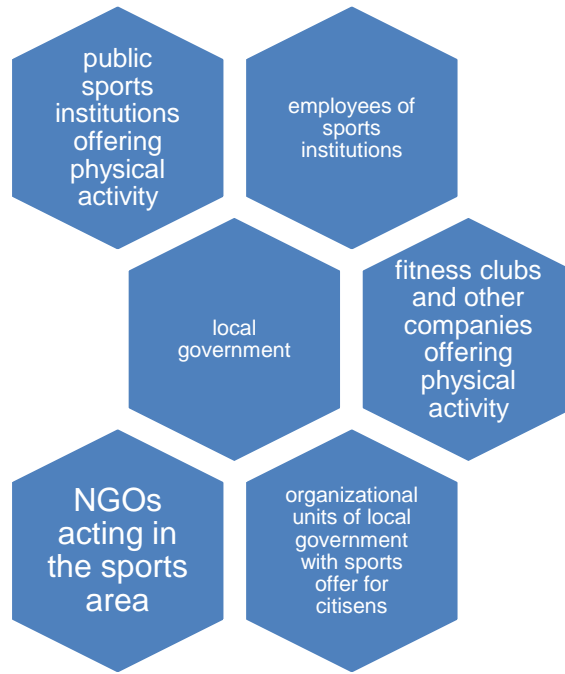 public
sports
institutions
offering
physical
activity
employees of
sports
institutions
local
government
fitness clubs
and other
companies
offering
physical
activity
NGOs
acting in
the sports
area
organizational
units of local
government
with sports
offer for
citisens